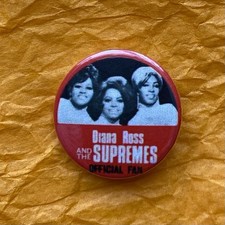 Diana Ross
AND THE SUPREMES
OFFICIAL FAN